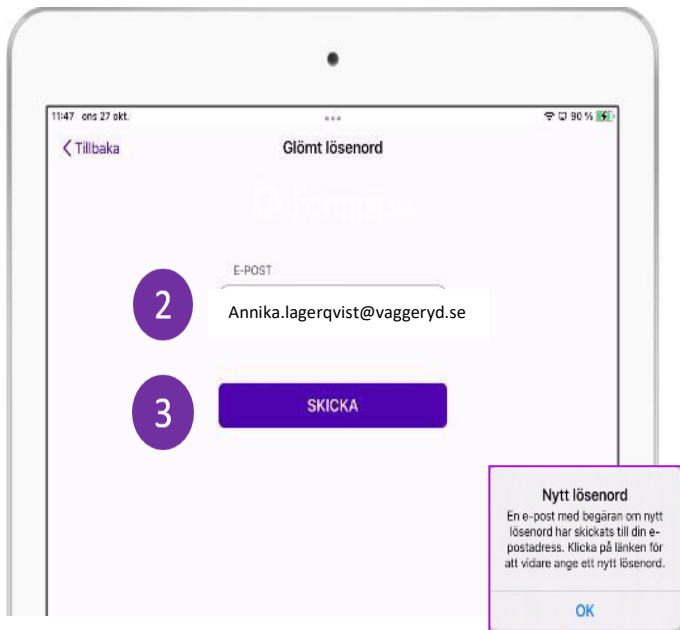 11:47 ons 27 okt.
90 %
Tillbaka
Glömt lösenord
E-POST
2
Annika.lagerqvist@vaggeryd.se
3
SKICKA
Nytt lösenord
En e-post med begäran om nytt
lösenord har skickats till din e-
postadress. Klicka på länken för
att vidare ange ett nytt lösenord.
OK